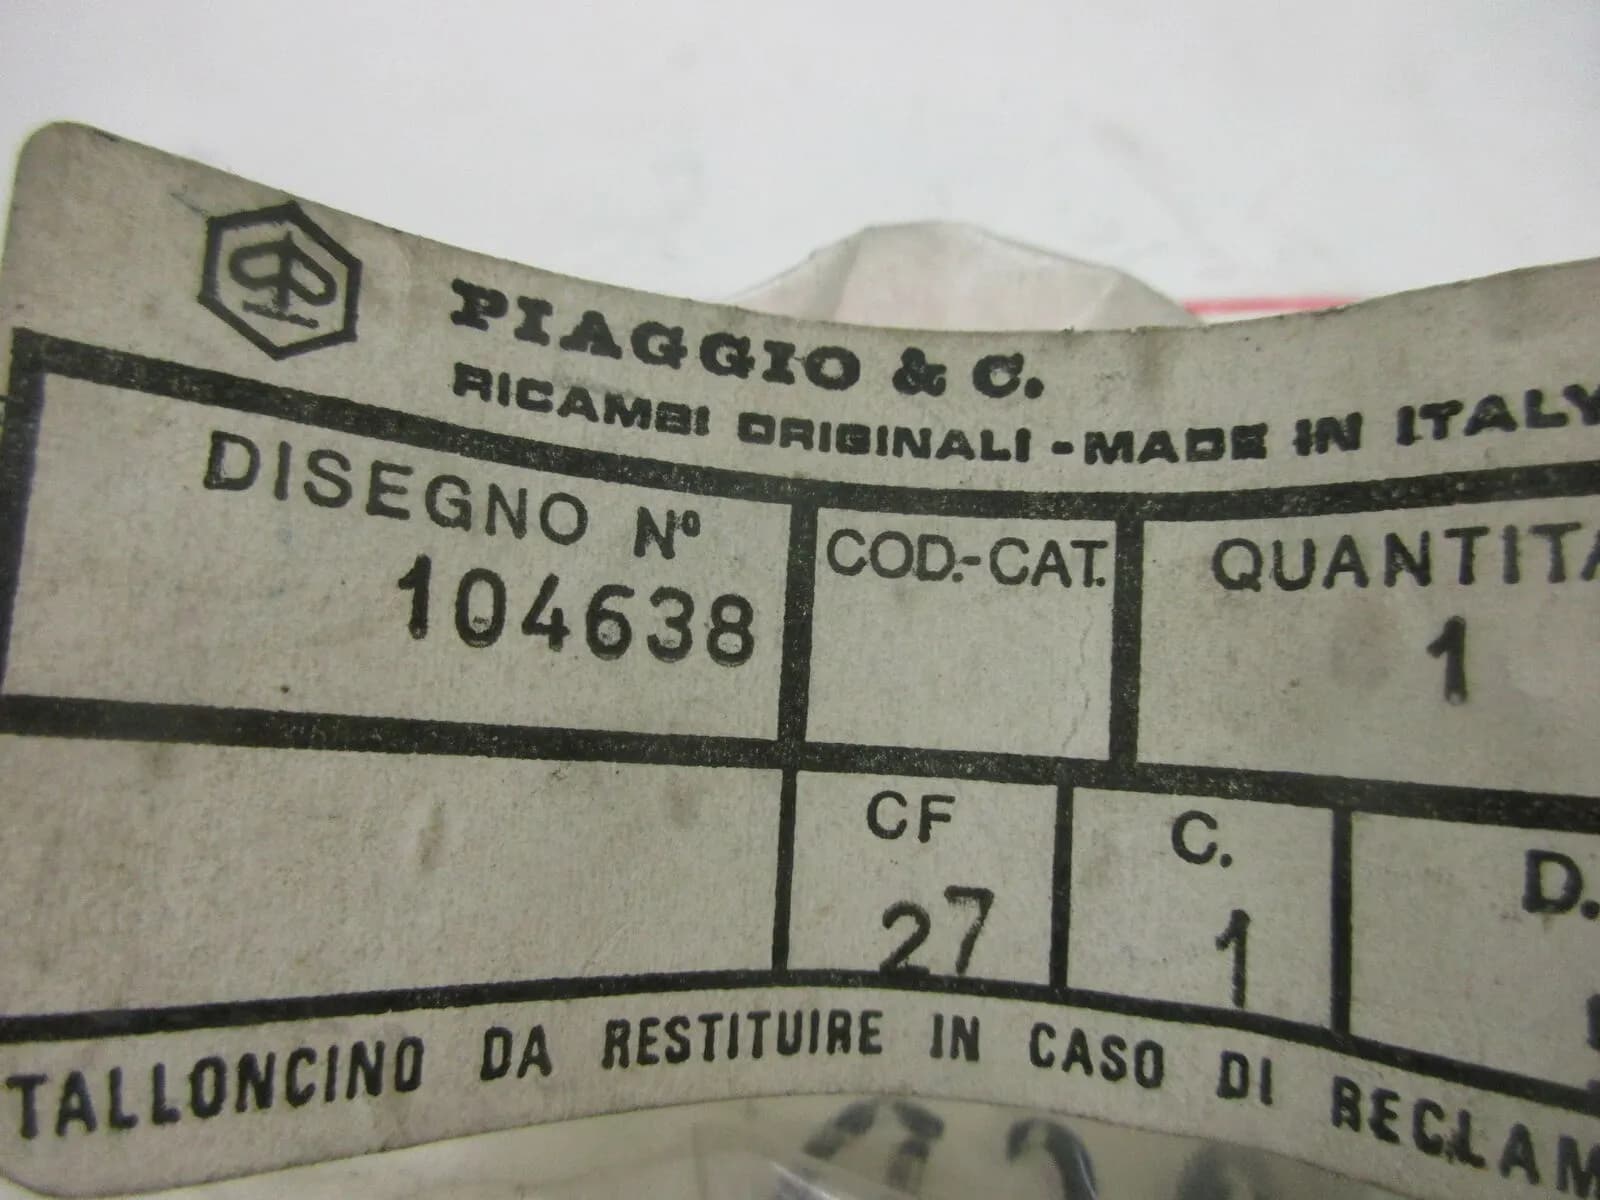 PIAGGIO & C.
RICAMBI ORIGINALI - MADE IN ITALY
DISEGNO Nº
104638
COD.-CAT.
QUANTITA
1
CF
27
C.
1
D.
TALLONCINO DA RESTITUIRE IN CASO DI RECLAM